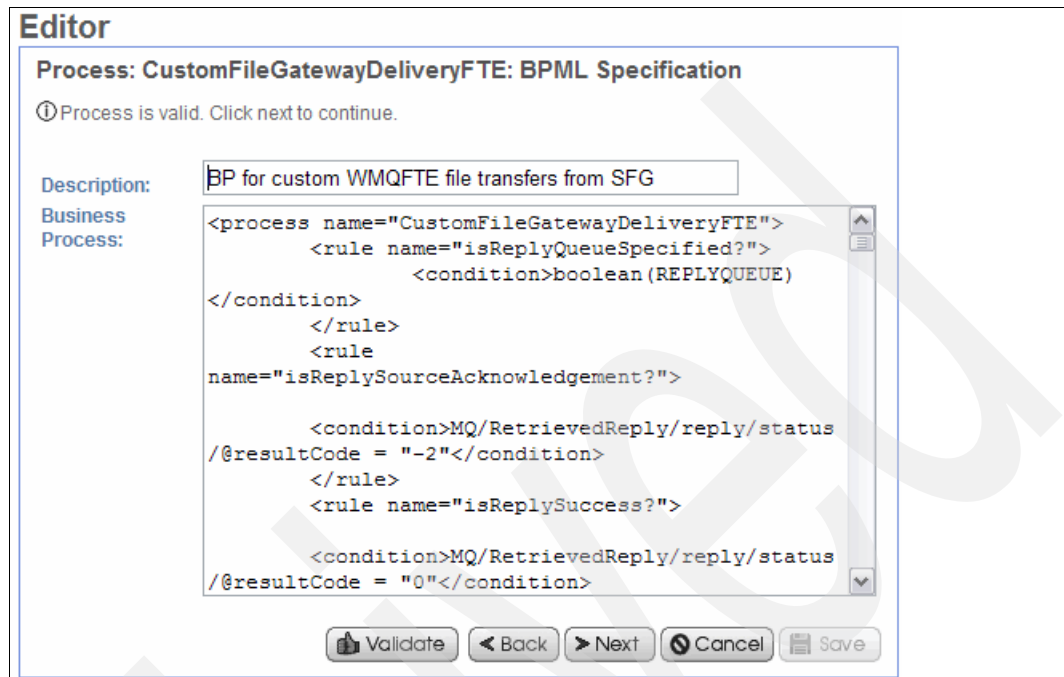 Editor
Process: CustomFileGatewayDeliveryFTE: BPML Specification
Process is valid. Click next to continue.
Description: BP for custom WMQFTE file transfers from SFG
Business Process:
<process name="CustomFileGatewayDeliveryFTE">
<rule name="isReplyQueueSpecified?">
<condition>boolean(REPLYQUEUE)
</condition>
</rule>
<rule
name="isReplySourceAcknowledgement?">
<condition>MQ/RetrievedReply/reply/status
/@resultCode = "-2"</condition>
</rule>
<rule name="isReplySuccess?">
<condition>MQ/RetrievedReply/reply/status
/@resultCode = "0"</condition>
Validate Back Next Cancel Save